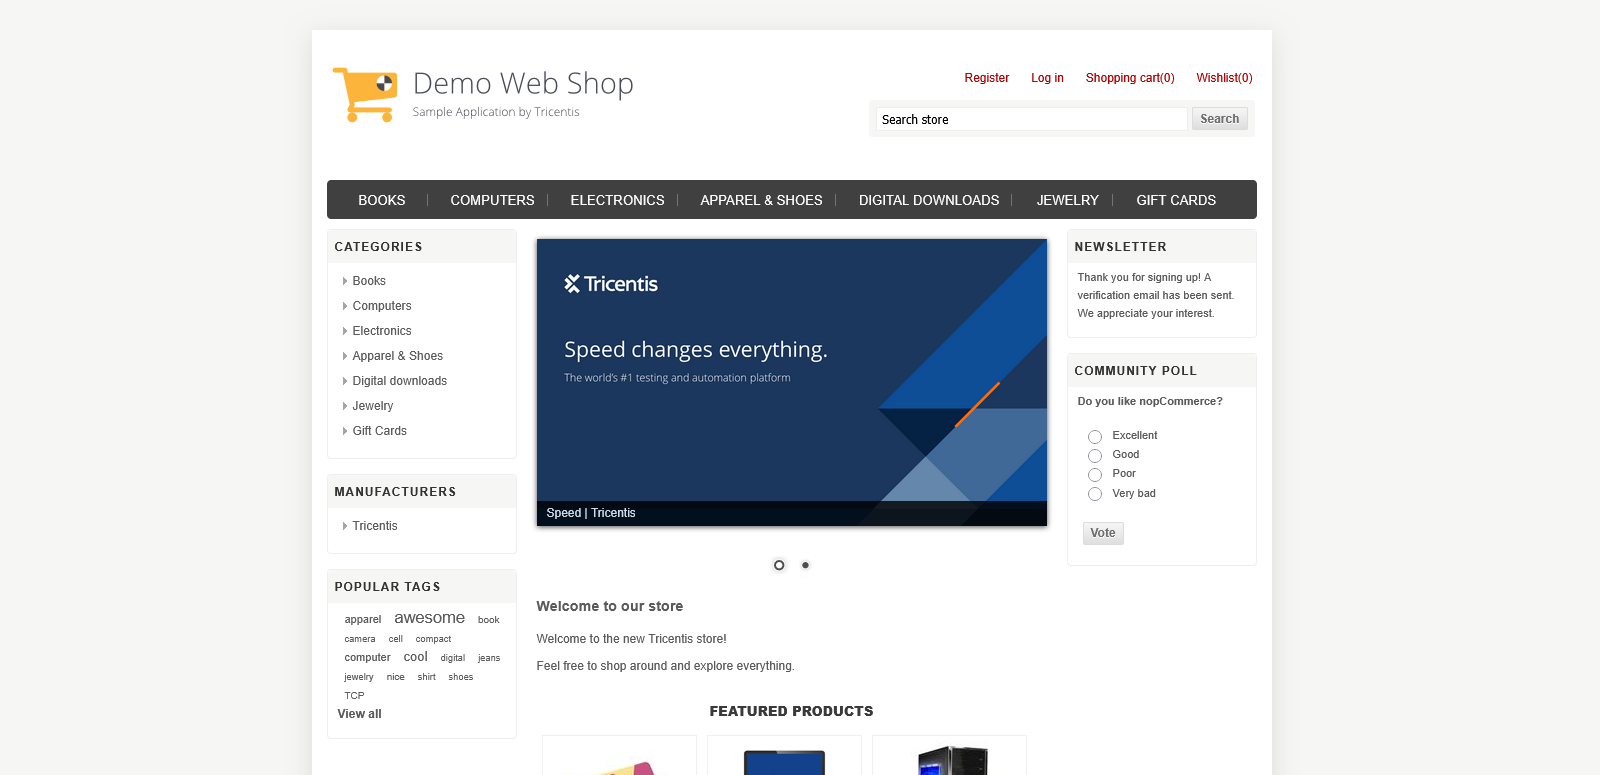 Demo Web Shop
Sample Application by Tricentis
Register Log in Shopping cart(0) Wishlist(0)
Search store Search
BOOKS COMPUTERS ELECTRONICS APPAREL & SHOES DIGITAL DOWNLOADS JEWELRY GIFT CARDS
CATEGORIES
Books
Computers
Electronics
Apparel & Shoes
Digital downloads
Jewelry
Gift Cards
MANUFACTURERS
Tricentis
POPULAR TAGS
apparel awesome book
camera cell compact
computer cool digital jeans
jewelry nice shirt shoes
TCP
View all
Tricentis
Speed changes everything.
The world's #1 testing and automation platform
Speed | Tricentis
Welcome to our store
Welcome to the new Tricentis store!
Feel free to shop around and explore everything.
FEATURED PRODUCTS
NEWSLETTER
Thank you for signing up! A
verification email has been sent.
We appreciate your interest.
COMMUNITY POLL
Do you like nopCommerce?
Excellent
Good
Poor
Very bad
Vote